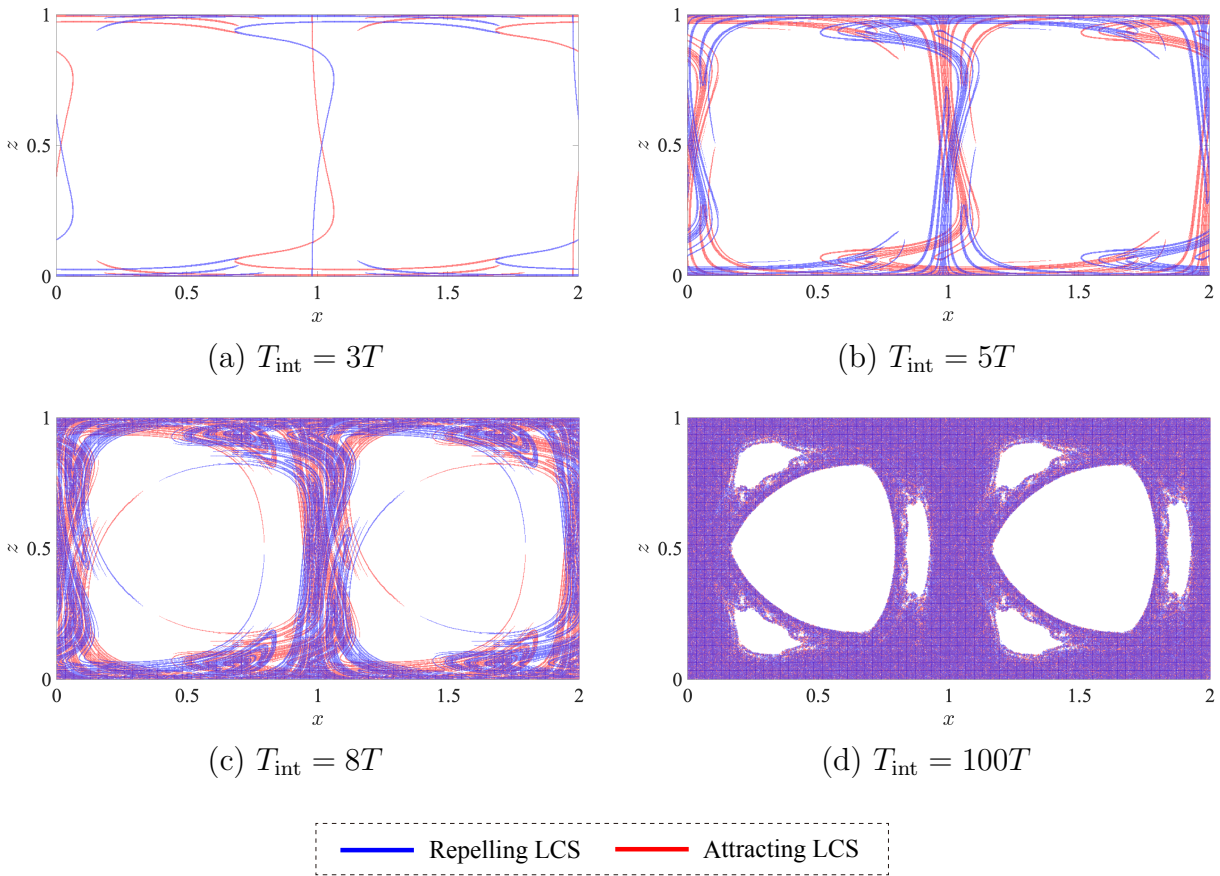 1
z
0.5
0
0
0.5
1
1.5
2
x
(a) T_int = 3T
1
z
0.5
0
0
0.5
1
1.5
2
x
(b) T_int = 5T
1
z
0.5
0
0
0.5
1
1.5
2
x
(c) T_int = 8T
1
z
0.5
0
0
0.5
1
1.5
2
x
(d) T_int = 100T
Repelling LCS
Attracting LCS